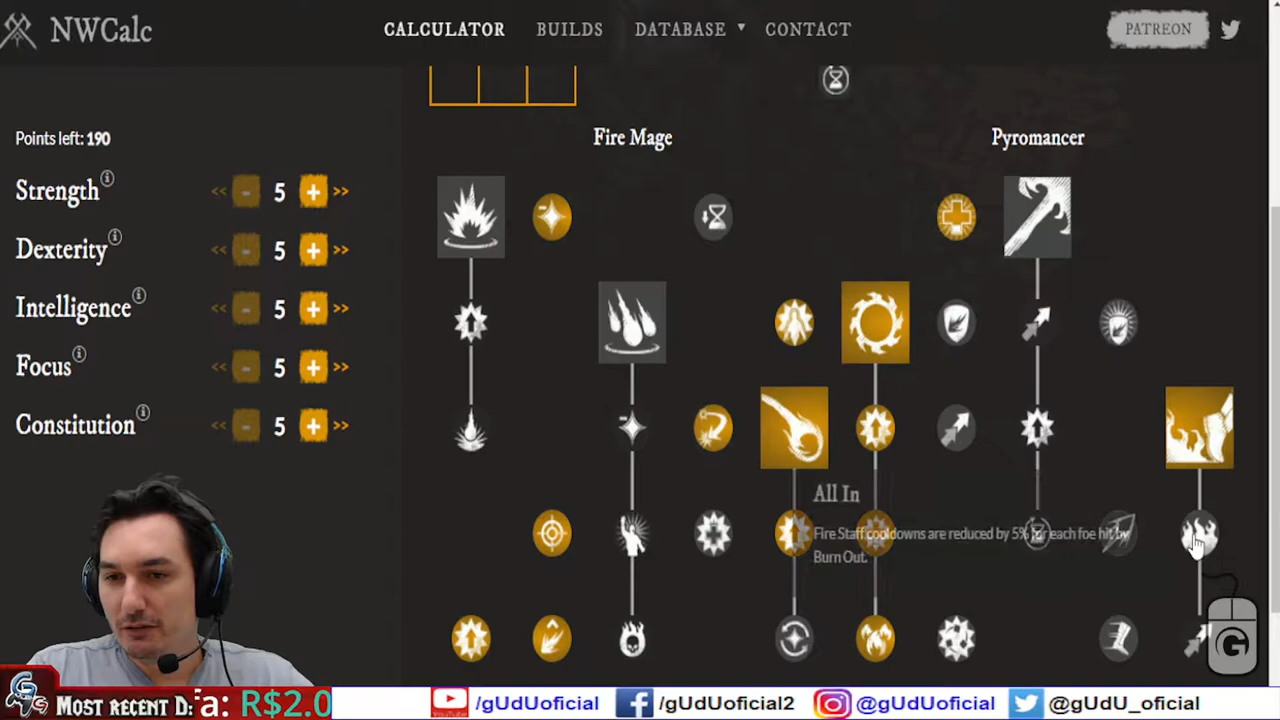 NWCalc
CALCULATOR
BUILDS
DATABASE
CONTACT
PATREON
Points left: 190
Strength
5
Dexterity
5
Intelligence
5
Focus
5
Constitution
5
Fire Mage
Pyromancer
All In
Fire Staff cooldowns are reduced by 5% for each foe hit by
Burn Out.
G
MOST RECENT D:
fa: R$2.0
/gUdUoficial
/gUdUoficial2
@gUdUoficial
@gUdU_oficial